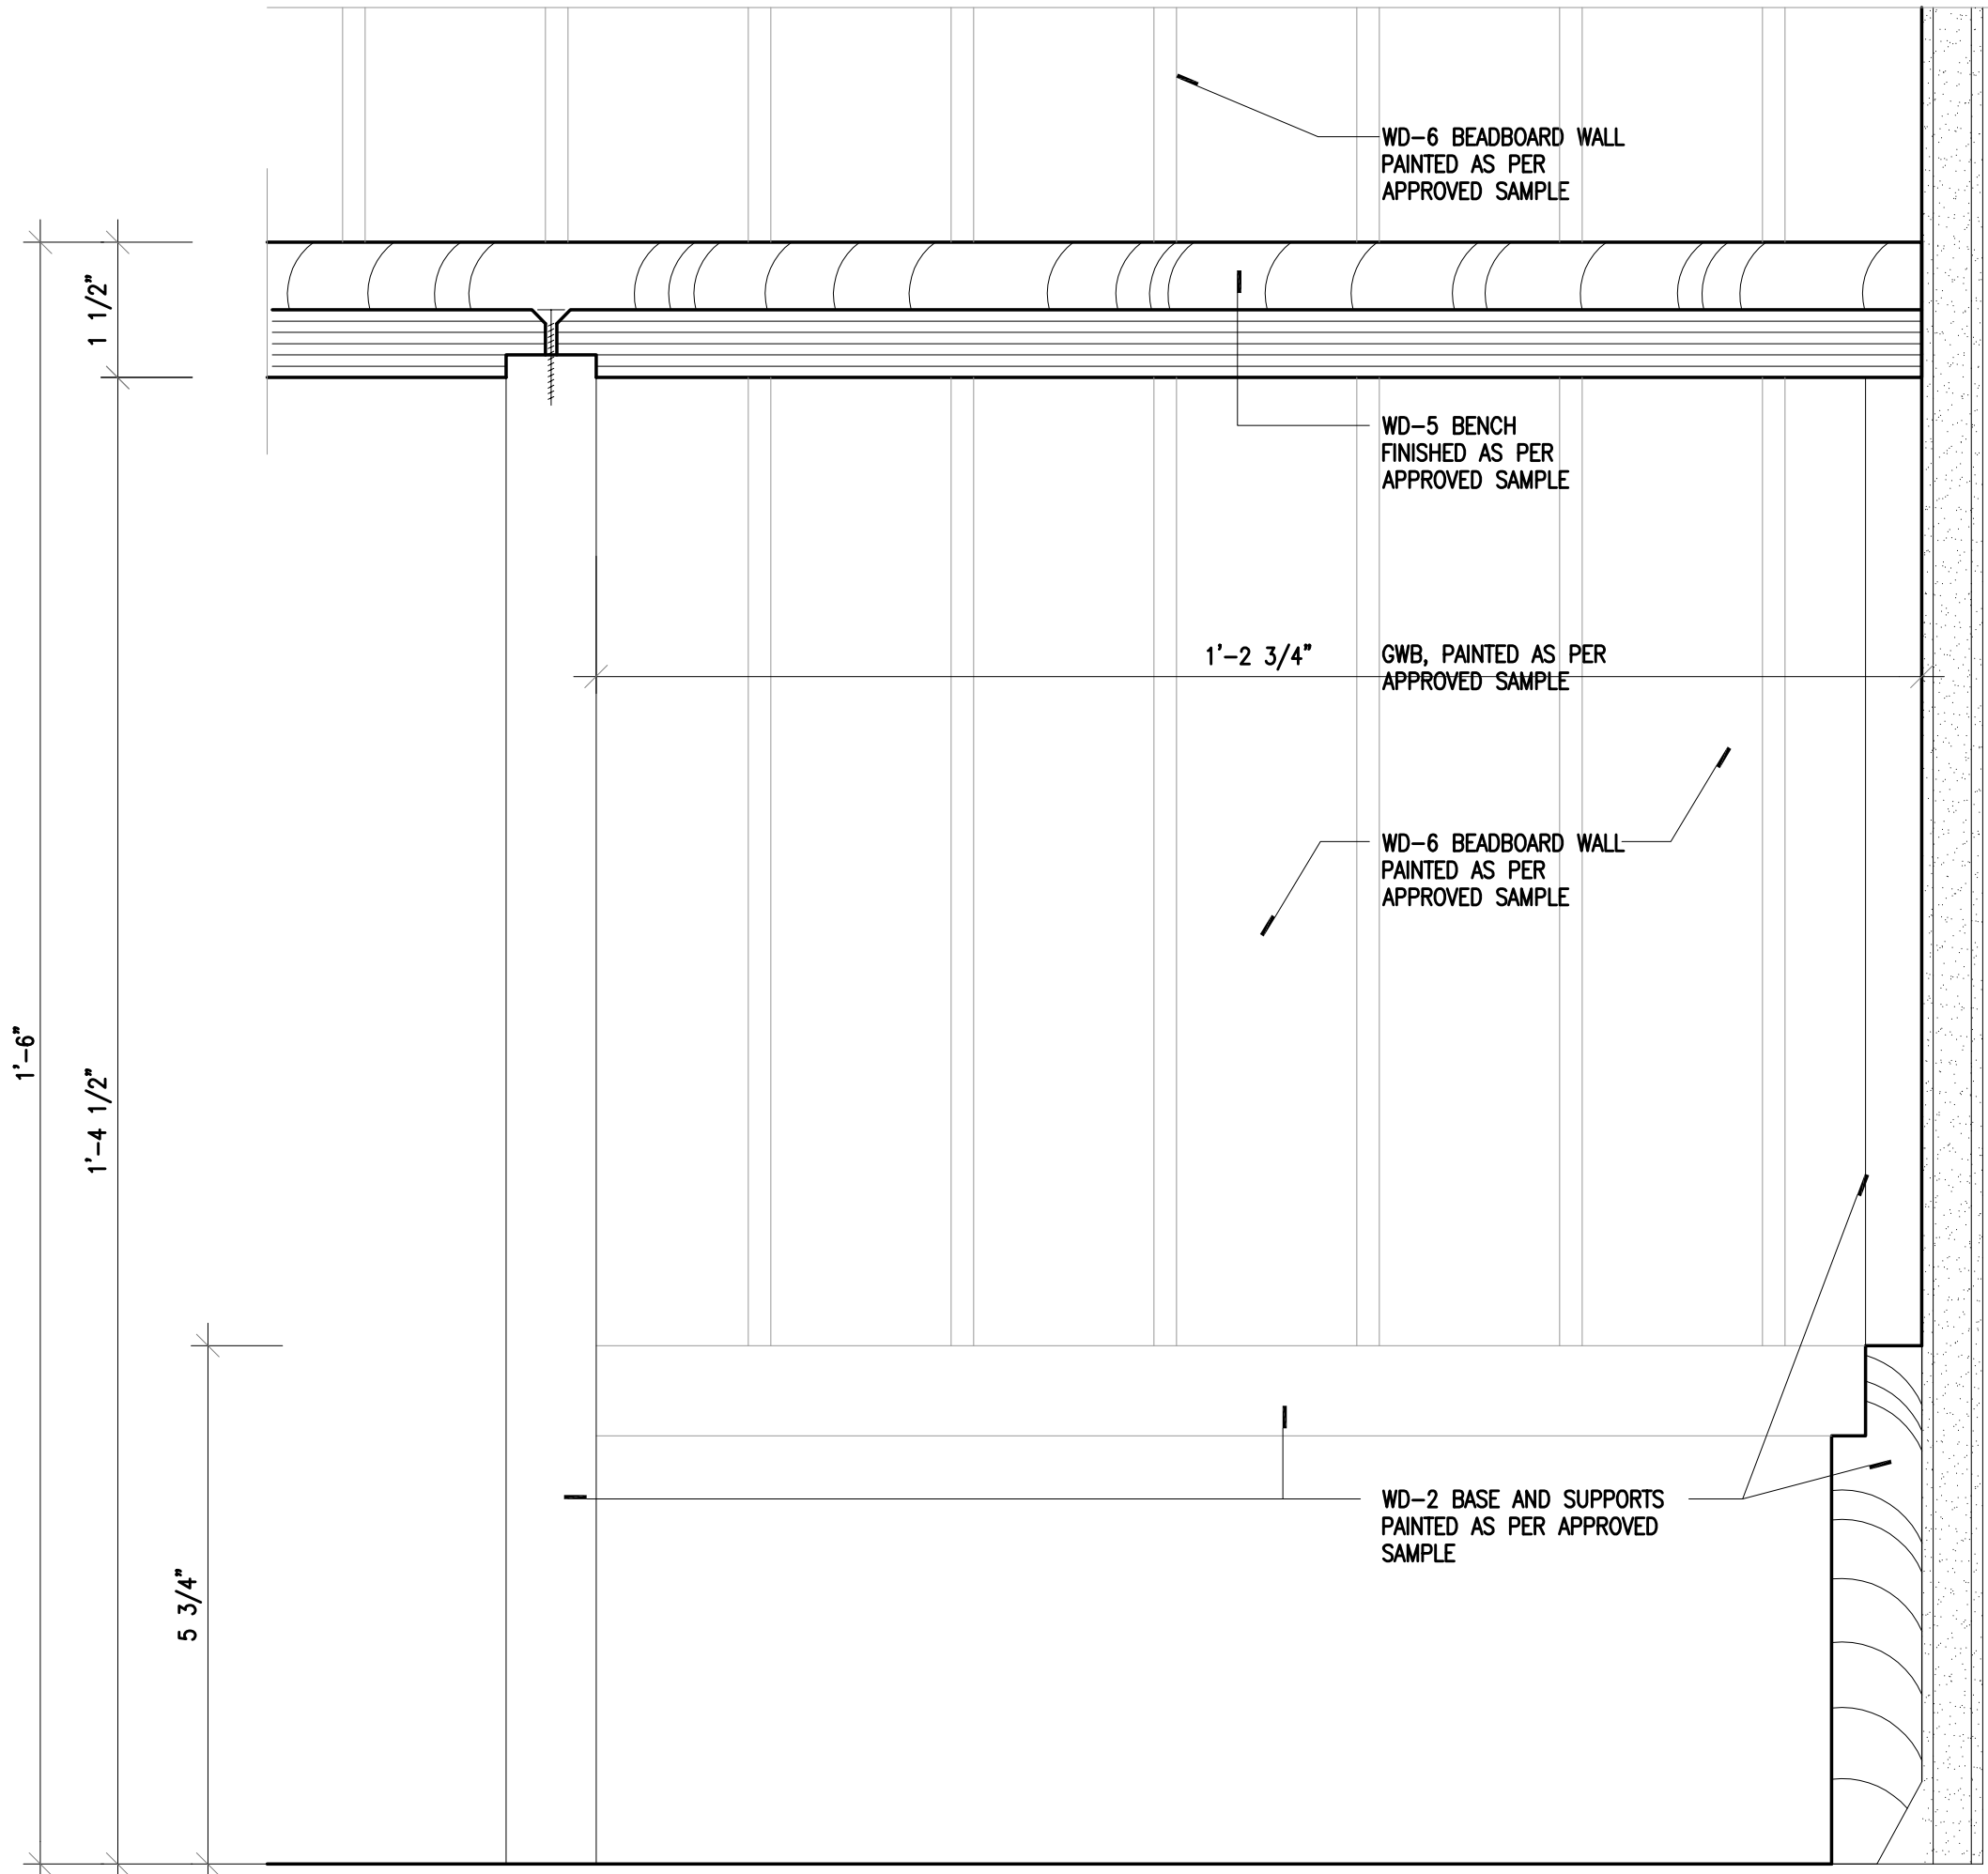 WD-6 BEADBOARD WALL
PAINTED AS PER
APPROVED SAMPLE
1 1/2"
WD-5 BENCH
FINISHED AS PER
APPROVED SAMPLE
1'-2 3/4"
GWB, PAINTED AS PER
APPROVED SAMPLE
WD-6 BEADBOARD WALL
PAINTED AS PER
APPROVED SAMPLE
1'-6"
1'-4 1/2"
WD-2 BASE AND SUPPORTS
PAINTED AS PER APPROVED
SAMPLE
5 3/4"